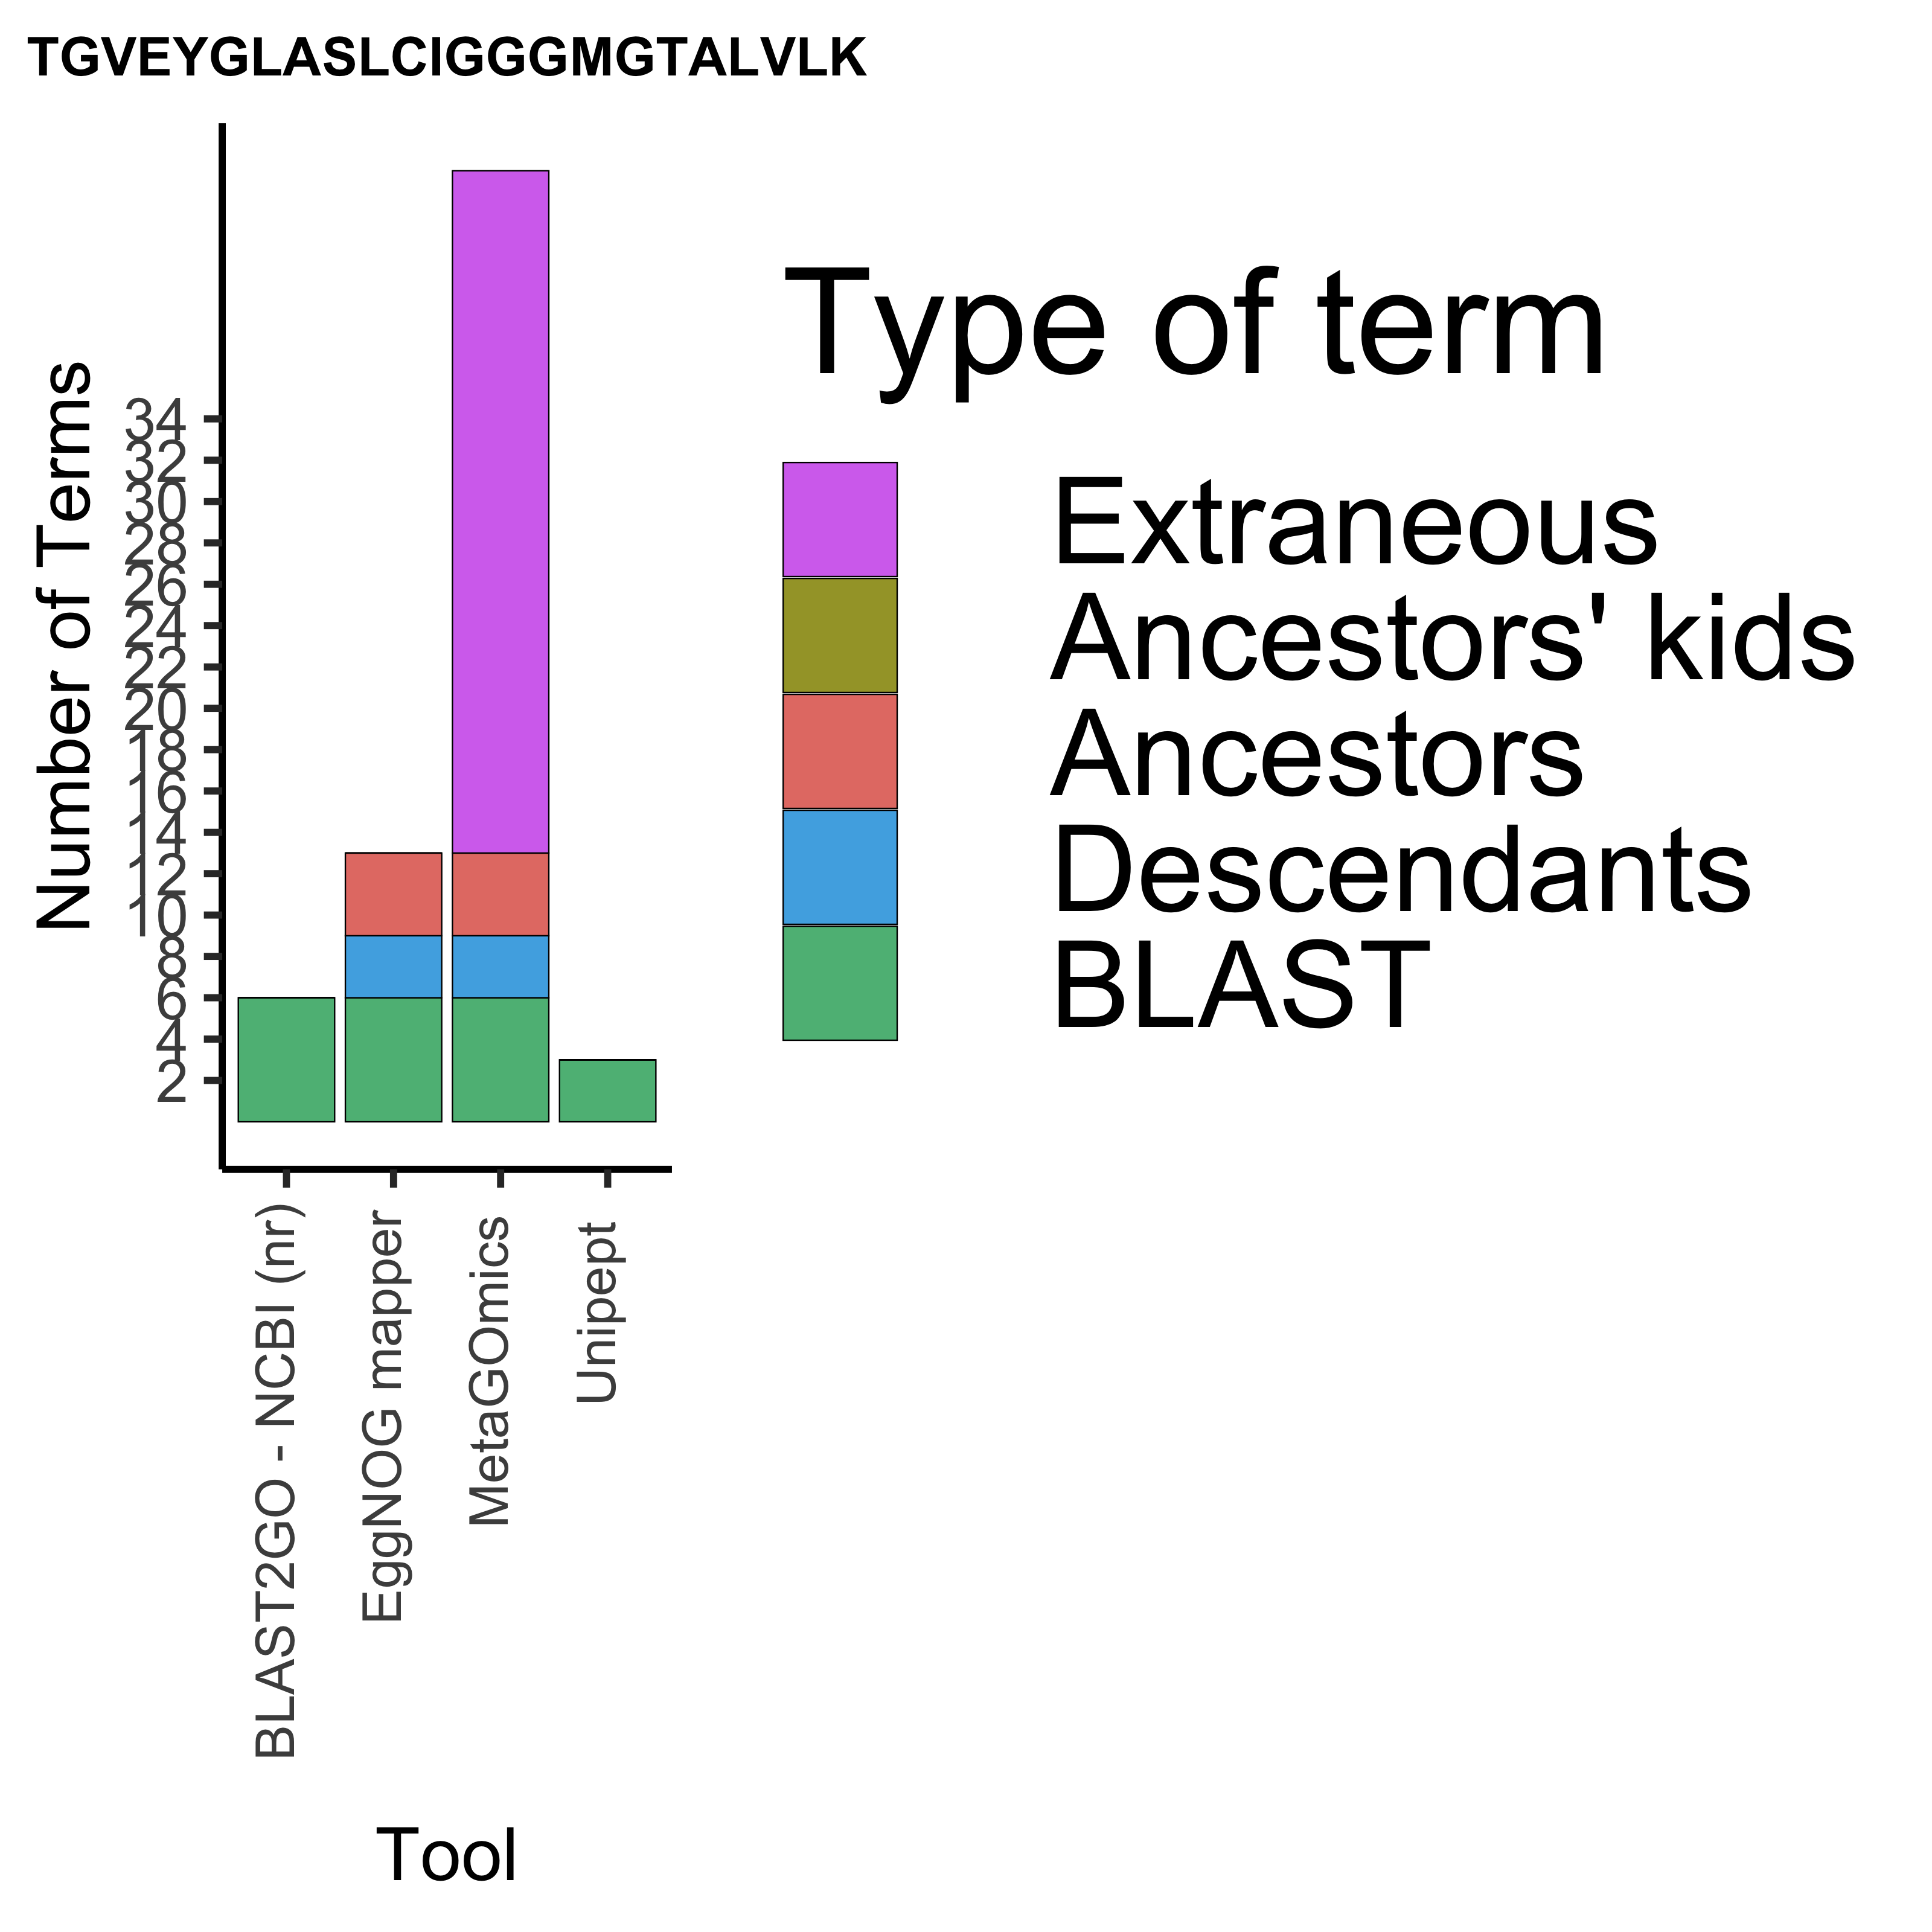 TGVEYGLASLCIGGGMGTALVLK
Number of Terms
34
32
30
28
26
24
22
20
18
16
14
12
10
8
6
4
2
BLAST2GO - NCBI (nr)
EggNOG mapper
MetaGOmics
Unipept
Tool
Type of term
Extraneous
Ancestors' kids
Ancestors
Descendants
BLAST